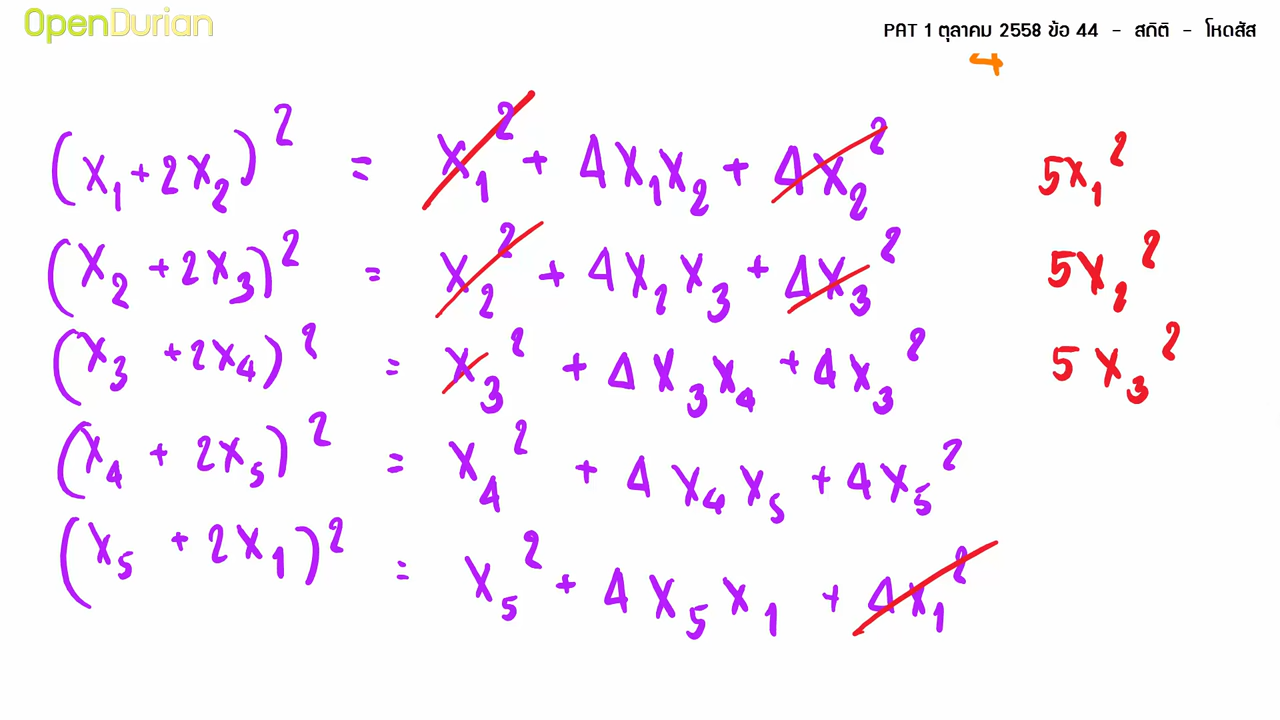 OpenDurian
PAT 1 ตุลาคม 2558 ข้อ 44 - สถิติ - โหดสัส
4
(x₁+2x₂)² = x₁² + 4x₁x₂ + 4x₂² 5x₁²
(x₂ +2x₃)² = x₂² + 4x₂x₃ + 4x₃² 5x₂²
(x₃ +2x₄)² = x₃² + 4x₃x₄ +4x₃² 5x₃²
(x₄ + 2x₅)² = x₄² + 4x₄x₅ +4x₅²
(x₅ + 2x₁)² = x₅² + 4x₅x₁ + 4x₁²